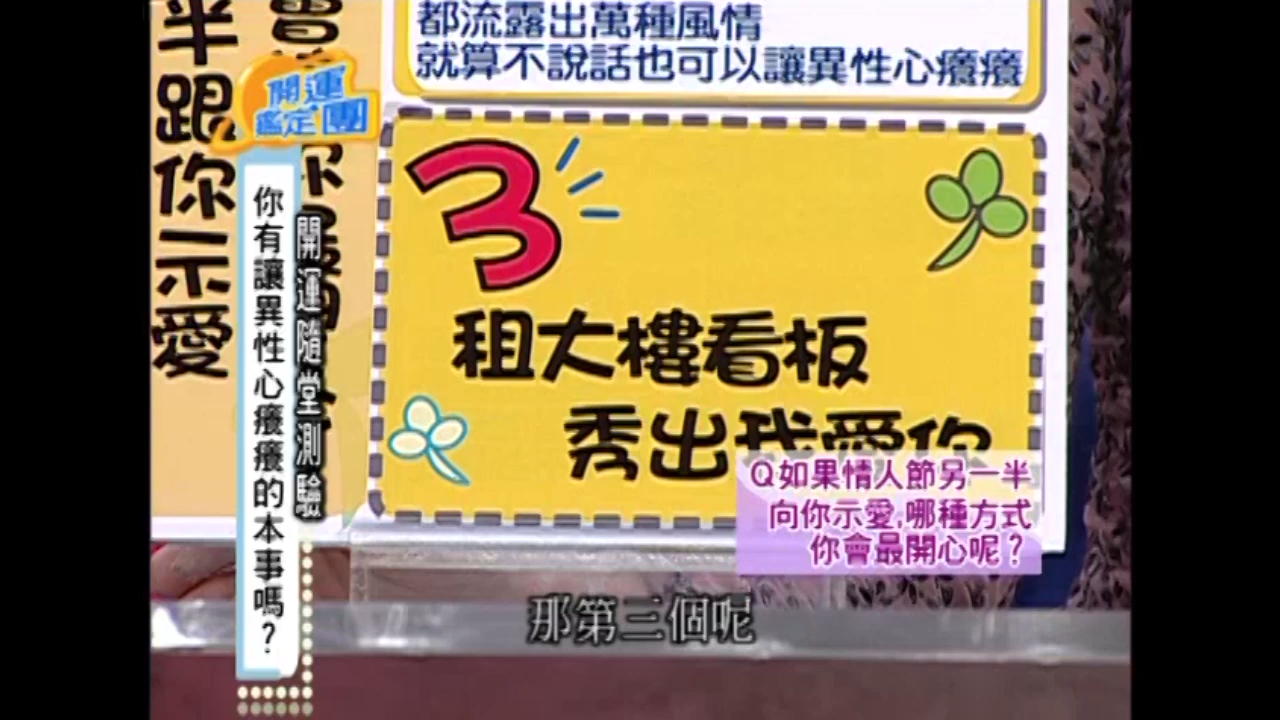 都流露出萬種風情
就算不說話也可以讓異性心癢癢
半跟你示愛
開運
鑑定團
你有讓異性心癢癢的本事嗎?
開運隨堂測驗
3
租大樓看板
秀出我愛你
Q如果情人節另一半
向你示愛,哪種方式
你會最開心呢?
那第三個呢